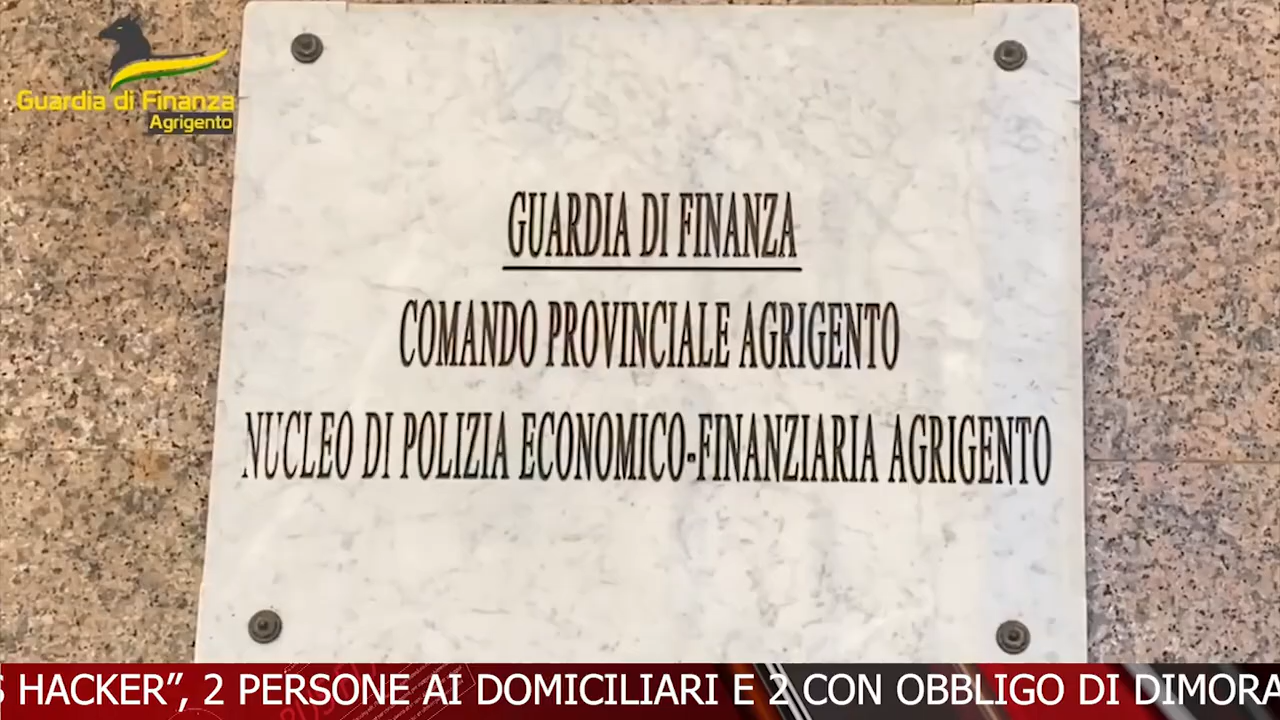 Guardia di Finanza
Agrigento
GUARDIA DI FINANZA
COMANDO PROVINCIALE AGRIGENTO
NUCLEO DI POLIZIA ECONOMICO-FINANZIARIA AGRIGENTO
HACKER”, 2 PERSONE AI DOMICILIARI E 2 CON OBBLIGO DI DIMORA